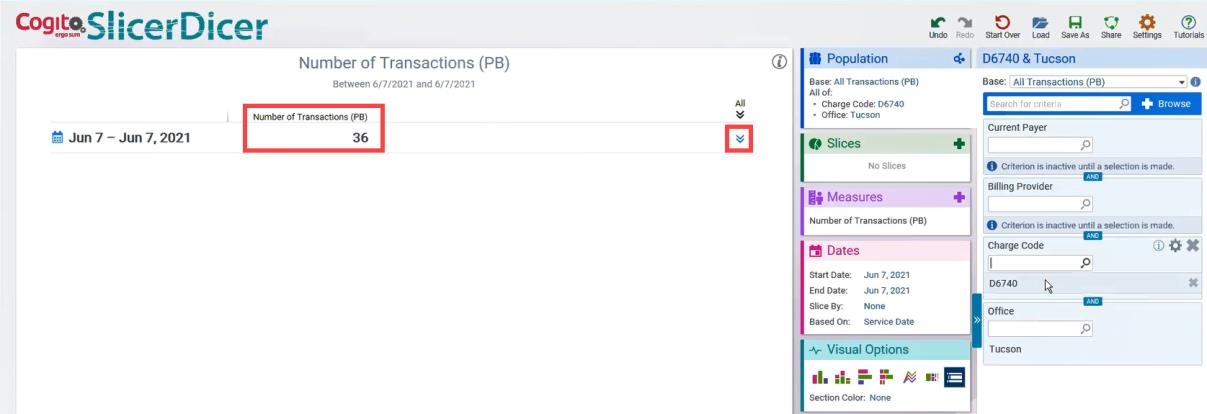 Cogito ergo sum SlicerDicer
Undo Redo Start Over Load Save As Share Settings Tutorials
Number of Transactions (PB)
Between 6/7/2021 and 6/7/2021
All
Number of Transactions (PB)
Jun 7 – Jun 7, 2021 36
Population
Base: All Transactions (PB)
All of:
• Charge Code: D6740
• Office: Tucson
Slices
No Slices
Measures
Number of Transactions (PB)
Dates
Start Date: Jun 7, 2021
End Date: Jun 7, 2021
Slice By: None
Based On: Service Date
Visual Options
Section Color: None
D6740 & Tucson
Base: All Transactions (PB)
Search for criteria Browse
Current Payer
Criterion is inactive until a selection is made.
AND
Billing Provider
Criterion is inactive until a selection is made.
AND
Charge Code
D6740
AND
Office
Tucson